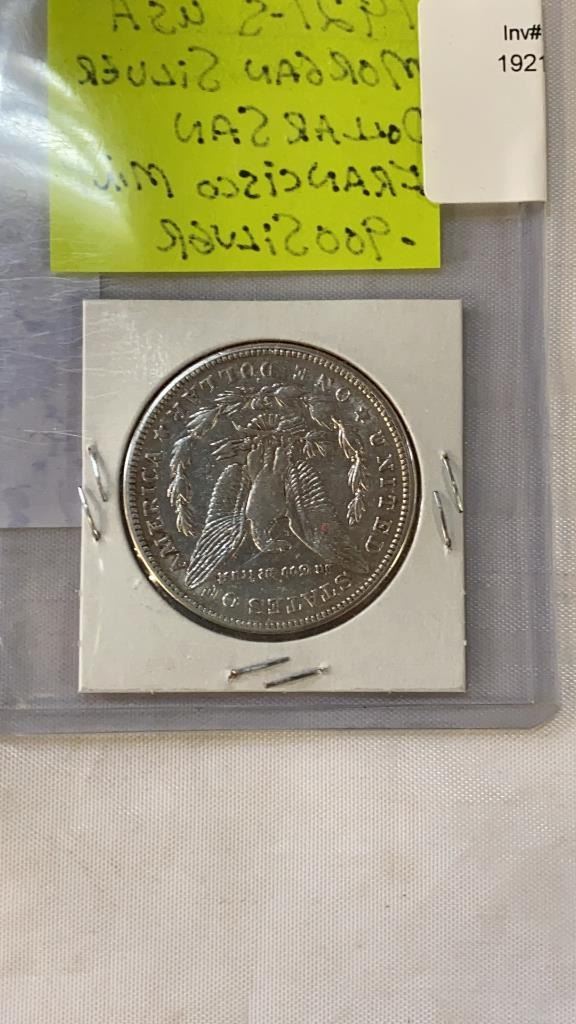 1921-S USA
MORGAN SILVER
DOLLAR SAN
FRANCISCO Min
.900 SILVER
Inv#
1921
UNITED STATES OF AMERICA
In God We Trust
ONE DOLLAR